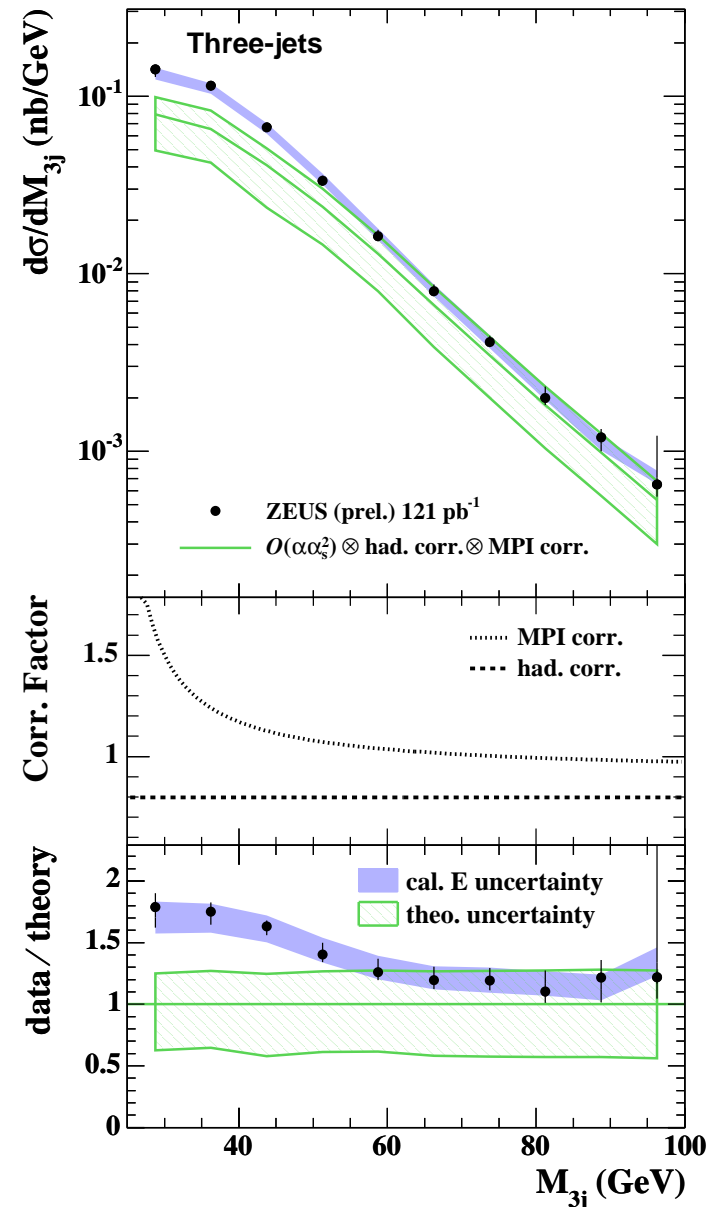 Three-jets
dσ/dM₃ⱼ (nb/GeV)
10⁻¹
10⁻²
10⁻³
ZEUS (prel.) 121 pb⁻¹
O(αα²ₛ) ⊗ had. corr. ⊗ MPI corr.
Corr. Factor
1.5
1
MPI corr.
had. corr.
data / theory
2
1.5
1
0.5
0
cal. E uncertainty
theo. uncertainty
40 60 80 100
M₃ⱼ (GeV)